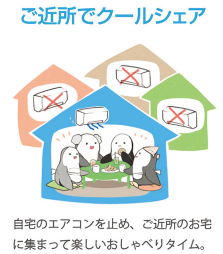 ご近所でクールシェア
自宅のエアコンを止め、ご近所のお宅
に集まって楽しいおしゃべりタイム。